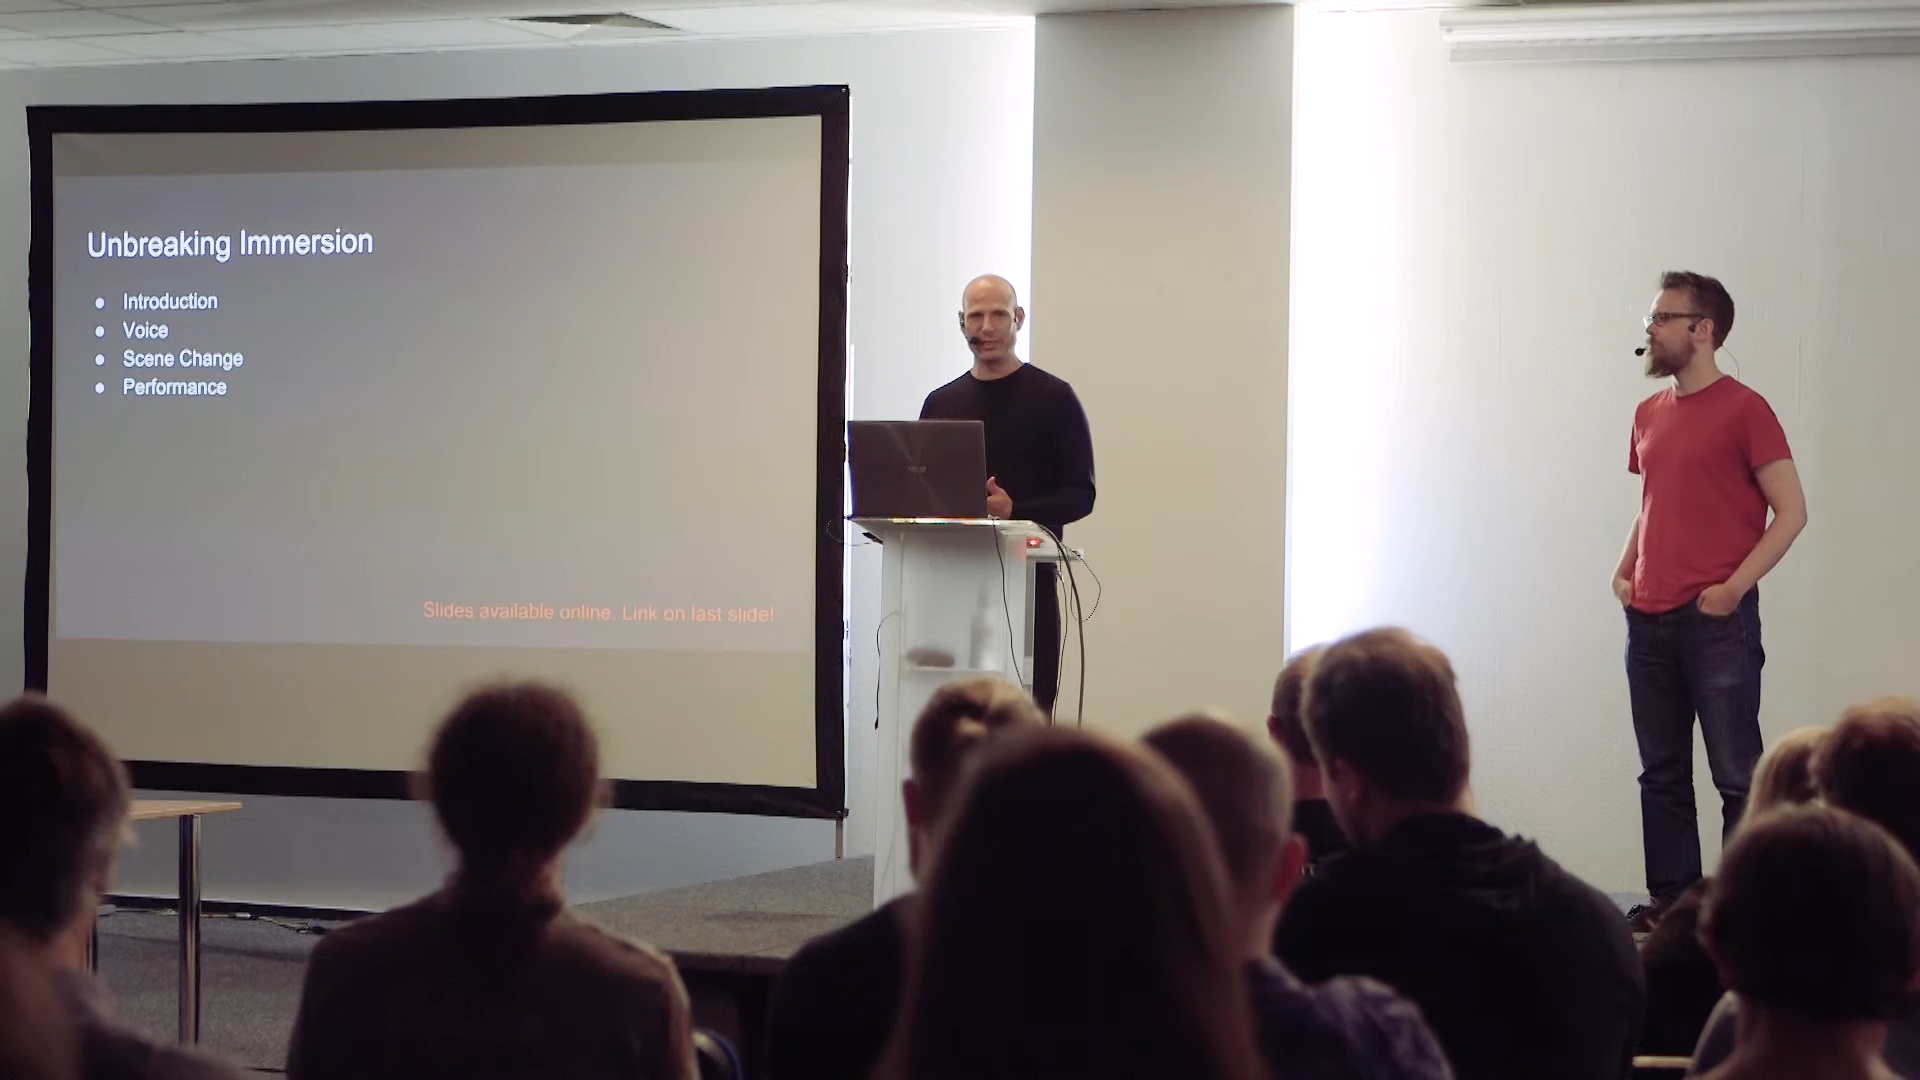 Unbreaking Immersion
● Introduction
● Voice
● Scene Change
● Performance
Slides available online. Link on last slide!